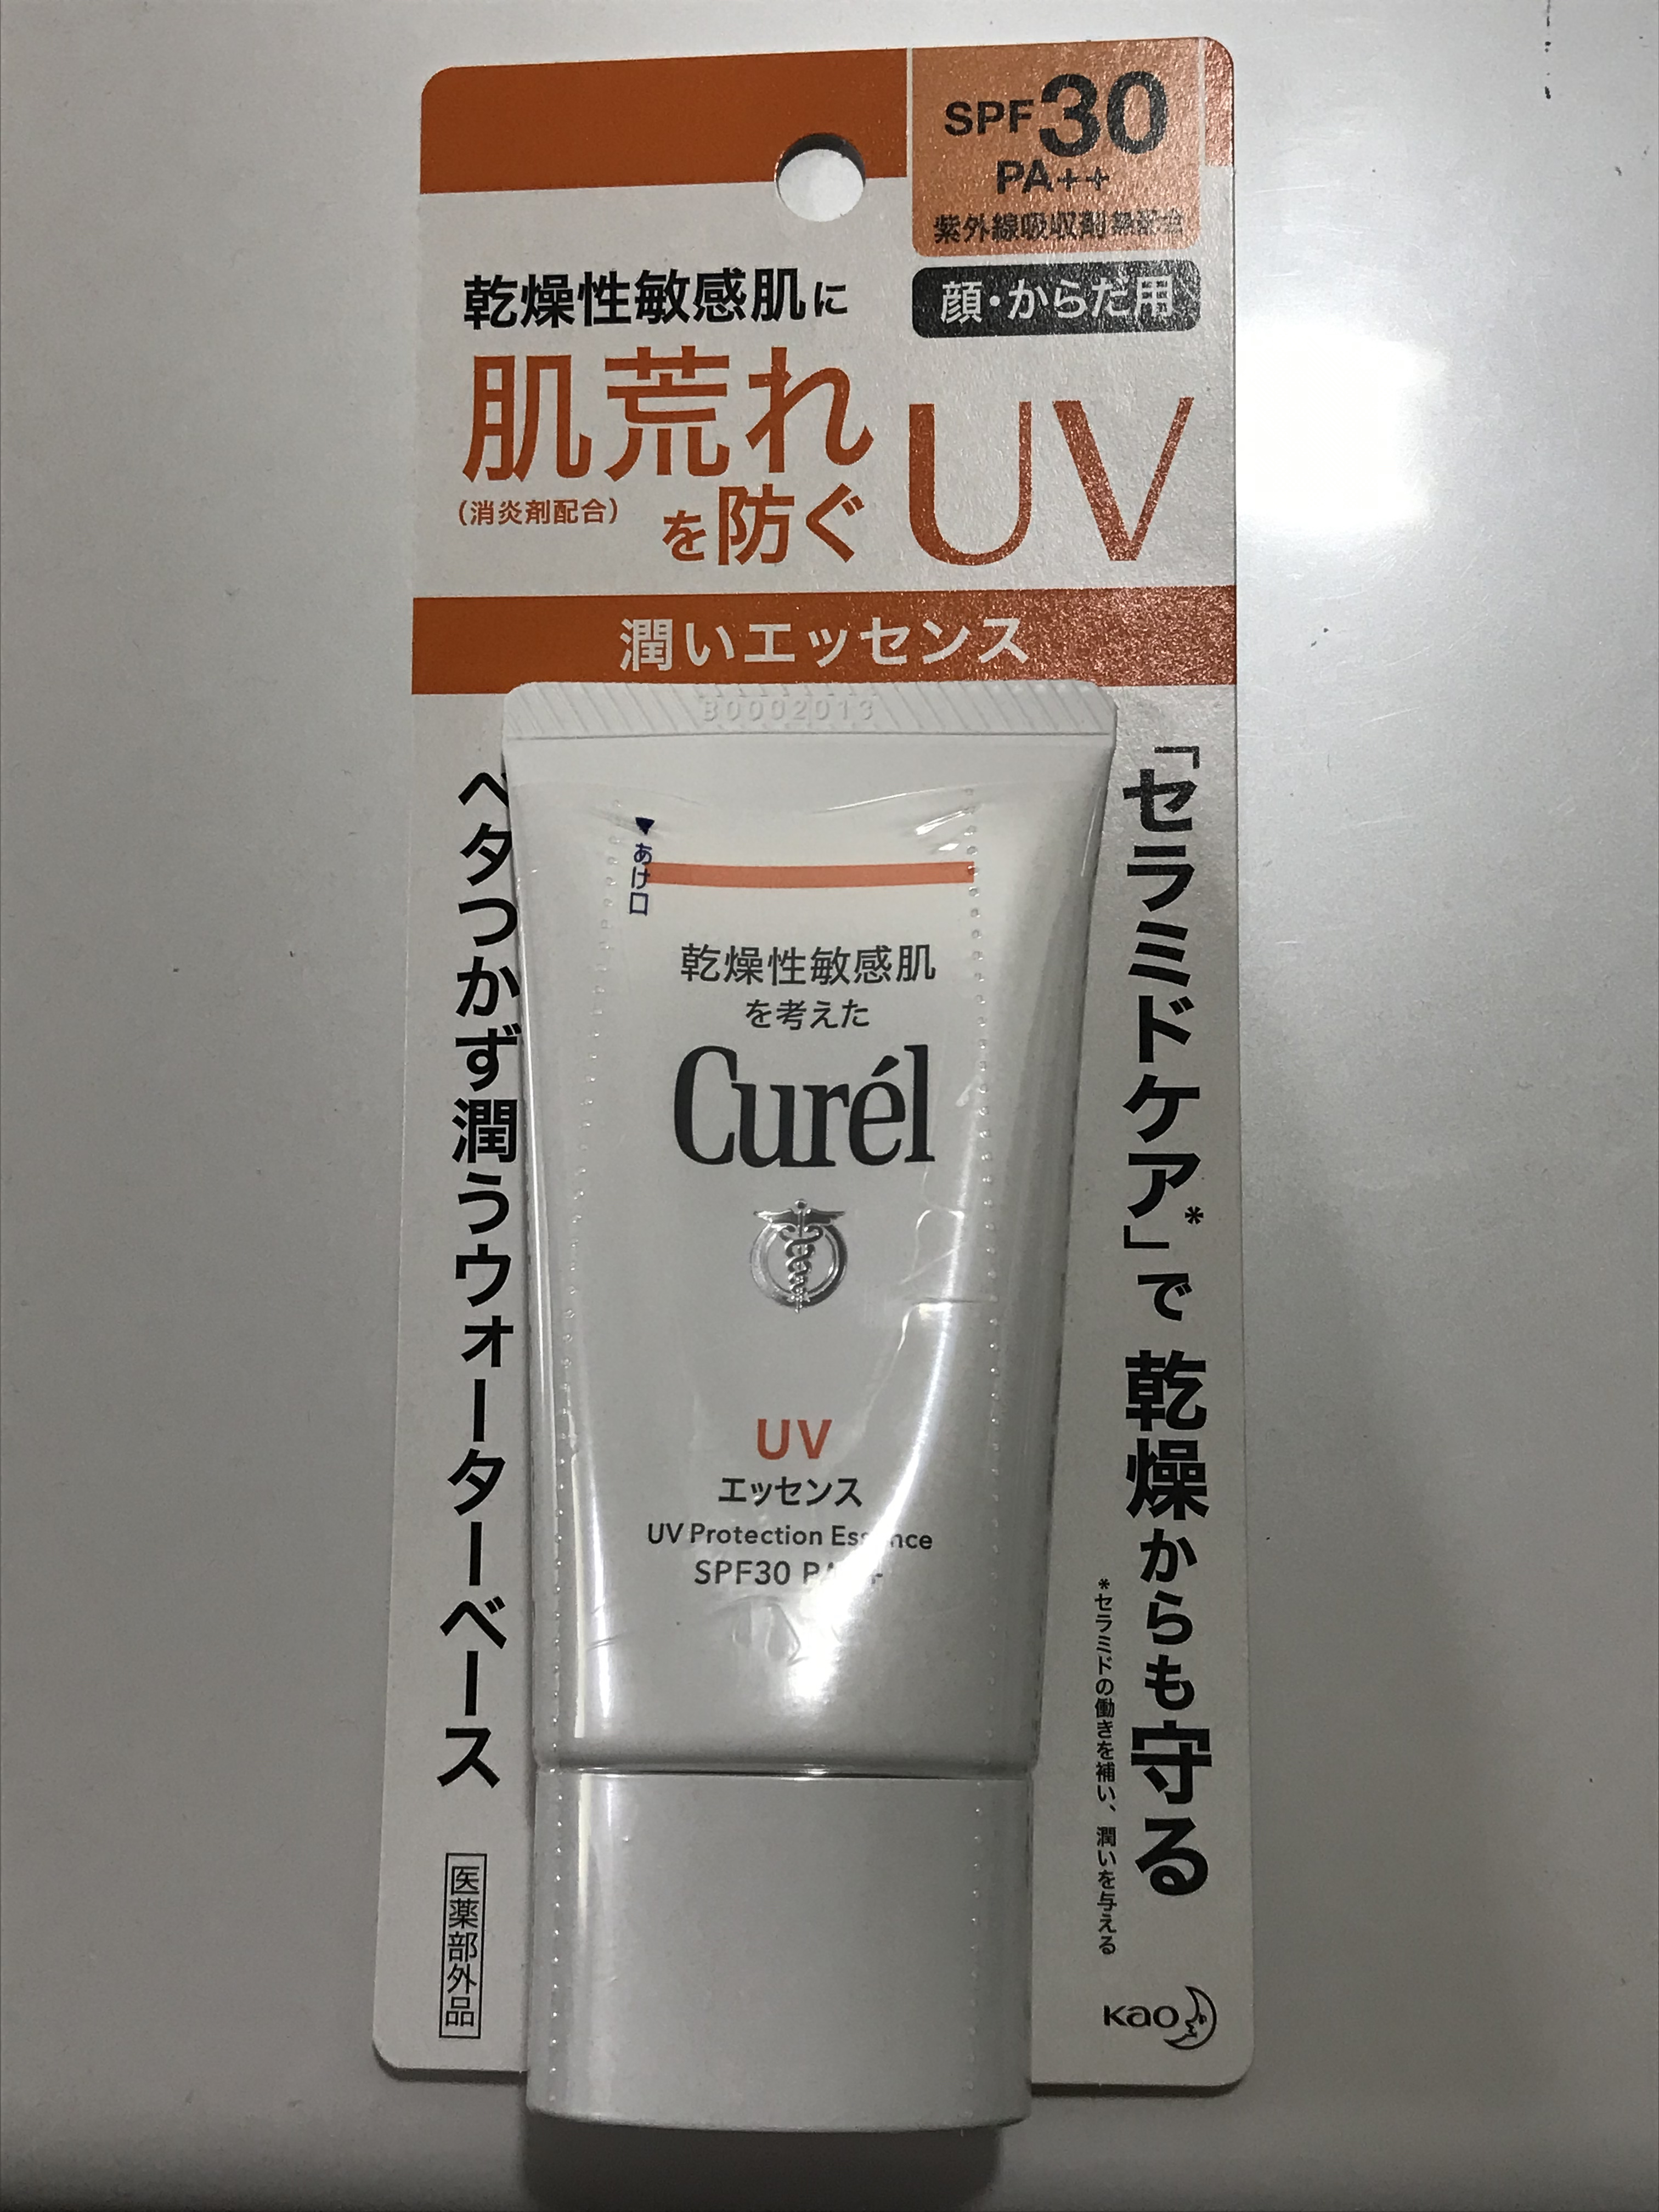 SPF30
PA++
紫外線吸収剤無配合
顔・からだ用
乾燥性敏感肌に
肌荒れ
(消炎剤配合)
を防ぐ
UV
潤いエッセンス
B0002013
「セラミドケア*」で 乾燥からも守る
*セラミドの働きを補い、潤いを与える
ベタつかず潤うウォーターベース
あけ口
乾燥性敏感肌
を考えた
Curél
UV
エッセンス
UV Protection Essence
SPF30
医薬部外品
Kao